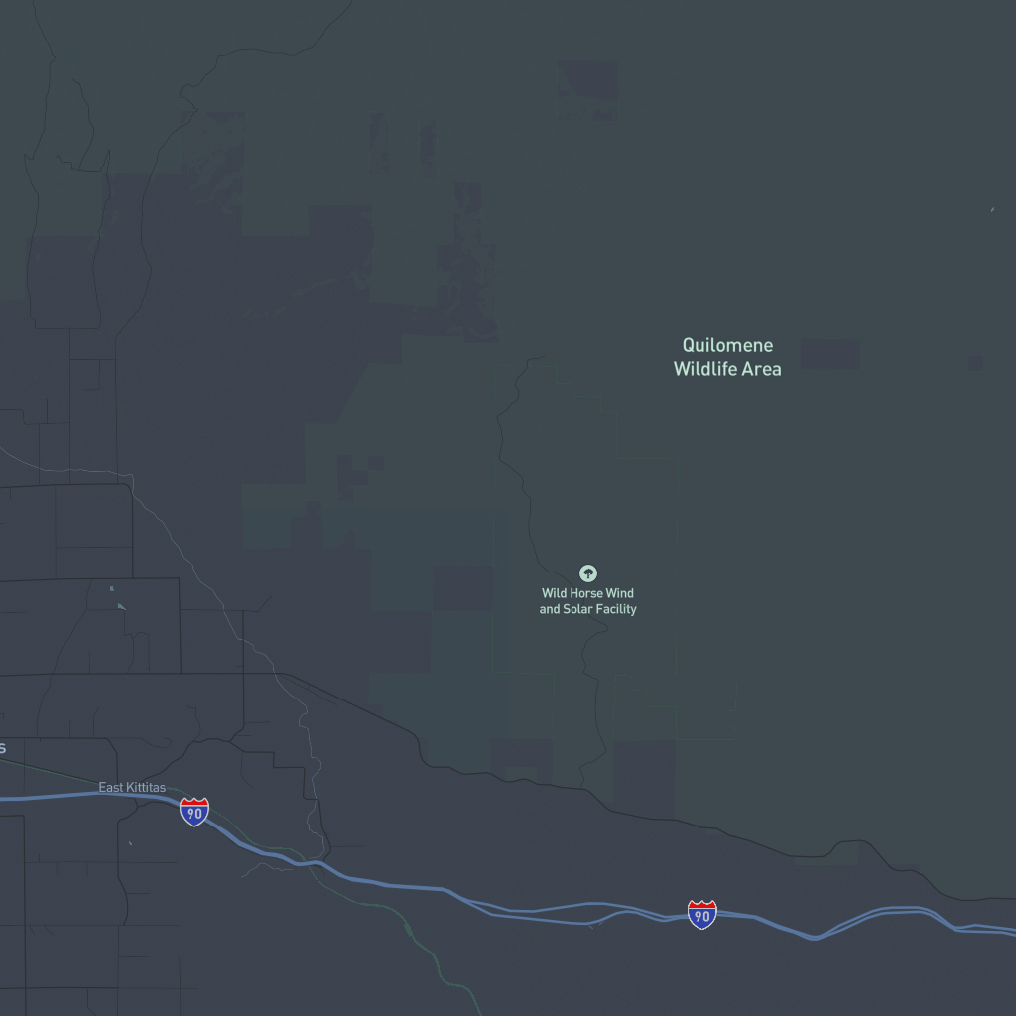 Quilomene
Wildlife Area
Wild Horse Wind
and Solar Facility
s
East Kittitas
90
90